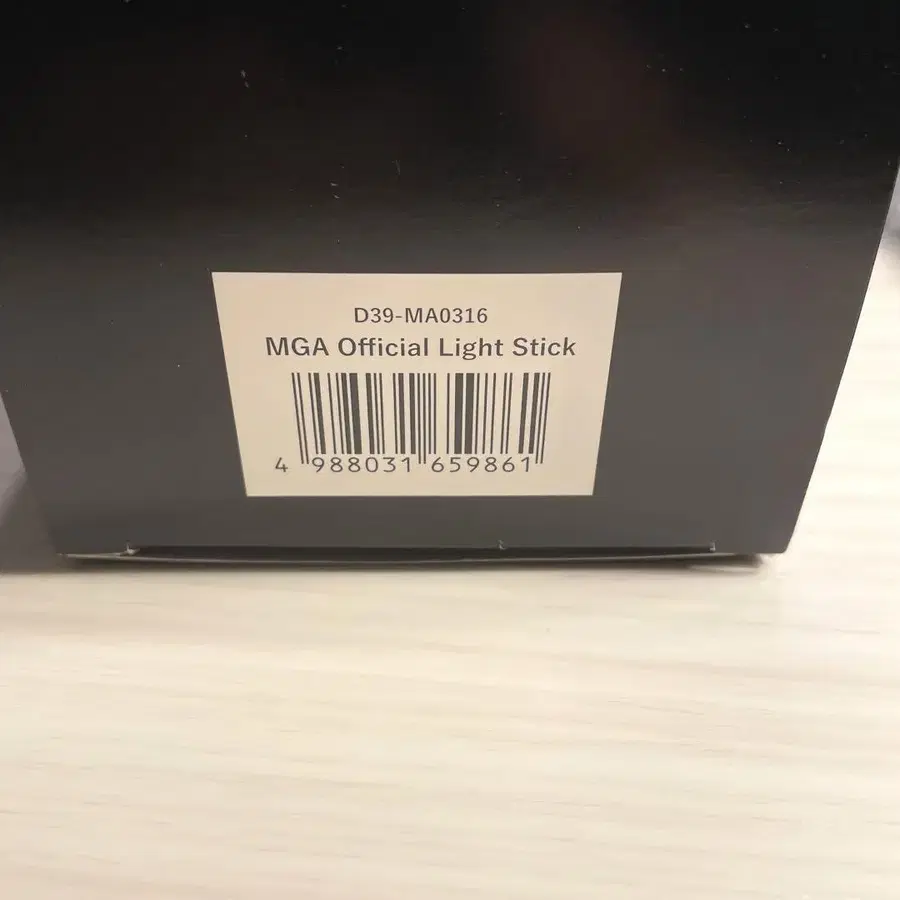 D39-MA0316
MGA Official Light Stick
4 988031 659861